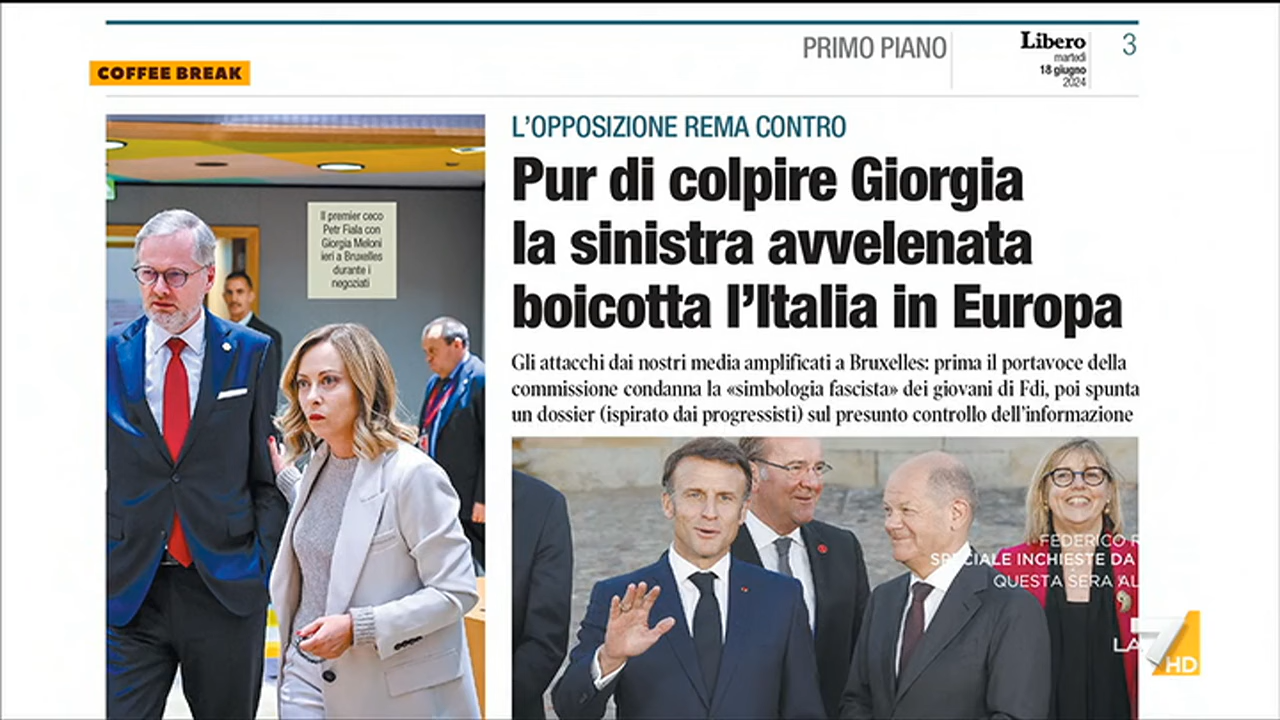 COFFEE BREAK
PRIMO PIANO
Libero
martedì
18 giugno
2024
3
Il premier ceco
Petr Fiala con
Giorgia Meloni
ieri a Bruxelles
durante i
negoziati
L'OPPOSIZIONE REMA CONTRO
Pur di colpire Giorgia
la sinistra avvelenata
boicotta l'Italia in Europa
Gli attacchi dai nostri media amplificati a Bruxelles: prima il portavoce della
commissione condanna la «simbologia fascista» dei giovani di Fdi, poi spunta
un dossier (ispirato dai progressisti) sul presunto controllo dell'informazione
FEDERICO R
SPECIALE INCHIESTE DA
QUESTA SERA AL
LA7
HD